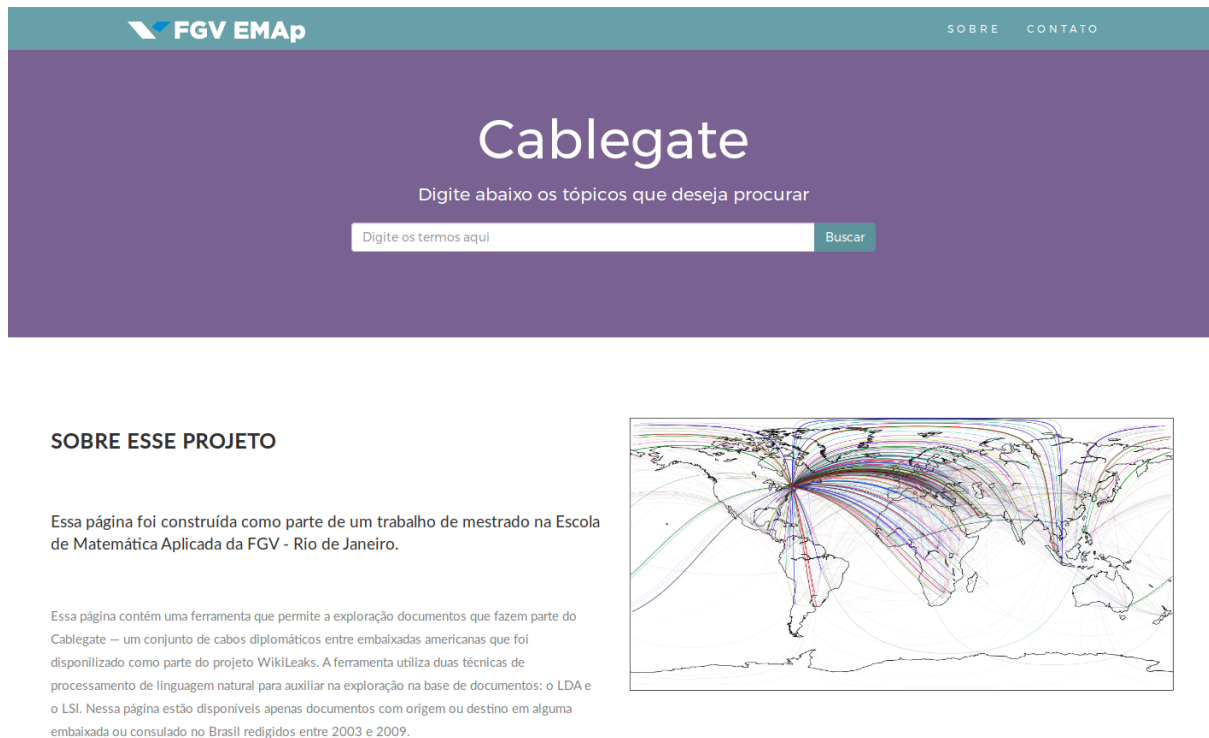 FGV EMAp
SOBRE CONTATO
Cablegate
Digite abaixo os tópicos que deseja procurar
Digite os termos aqui Buscar
SOBRE ESSE PROJETO
Essa página foi construída como parte de um trabalho de mestrado na Escola
de Matemática Aplicada da FGV - Rio de Janeiro.
Essa página contém uma ferramenta que permite a exploração documentos que fazem parte do
Cablegate — um conjunto de cabos diplomáticos entre embaixadas americanas que foi
disponilizado como parte do projeto WikiLeaks. A ferramenta utiliza duas técnicas de
processamento de linguagem natural para auxiliar na exploração na base de documentos: o LDA e
o LSI. Nessa página estão disponíveis apenas documentos com origem ou destino em alguma
embaixada ou consulado no Brasil redigidos entre 2003 e 2009.